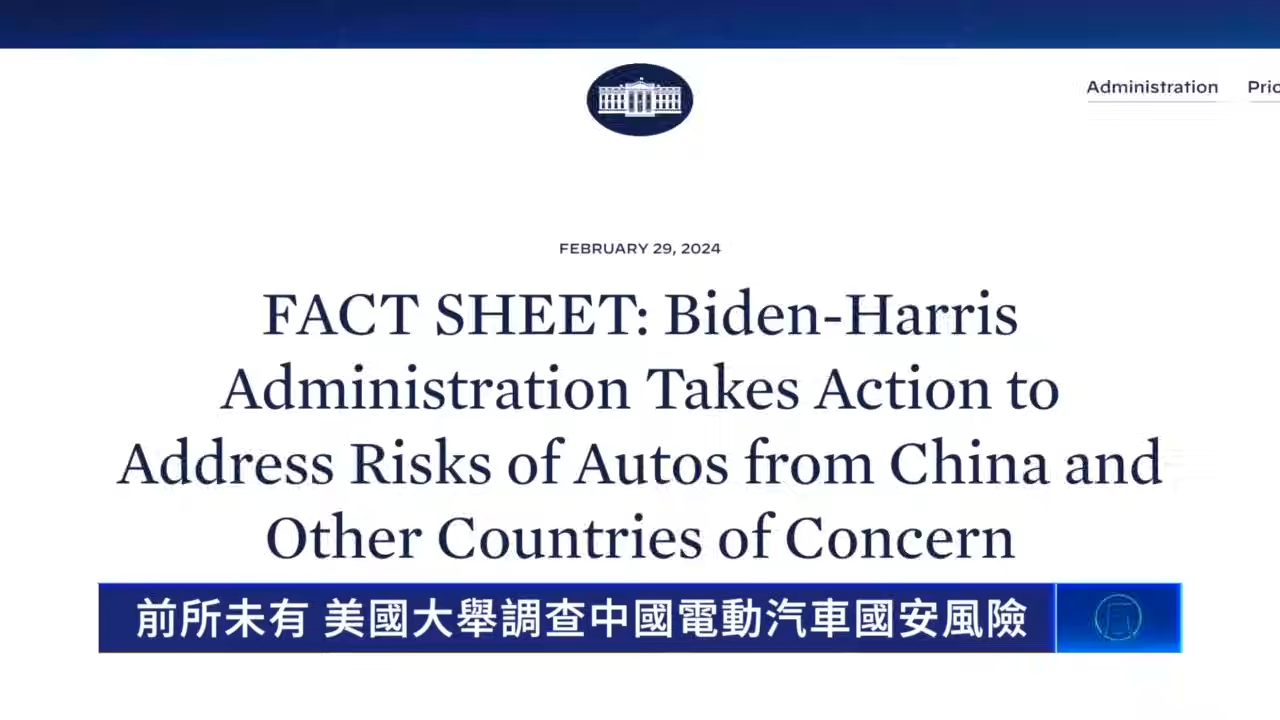 Administration
FEBRUARY 29, 2024
FACT SHEET: Biden-Harris
Administration Takes Action to
Address Risks of Autos from China and
Other Countries of Concern
前所未有 美國大舉調查中國電動汽車國安風險